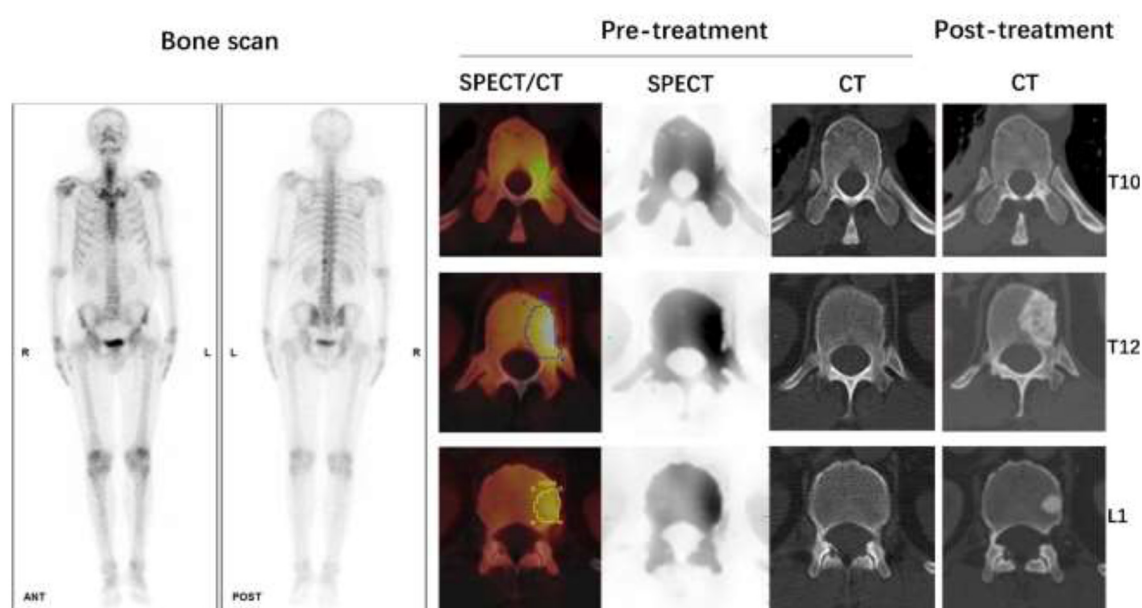 Bone scan
Pre-treatment
Post-treatment
SPECT/CT
SPECT
CT
CT
R
L
L
R
ANT
POST
T10
T12
L1